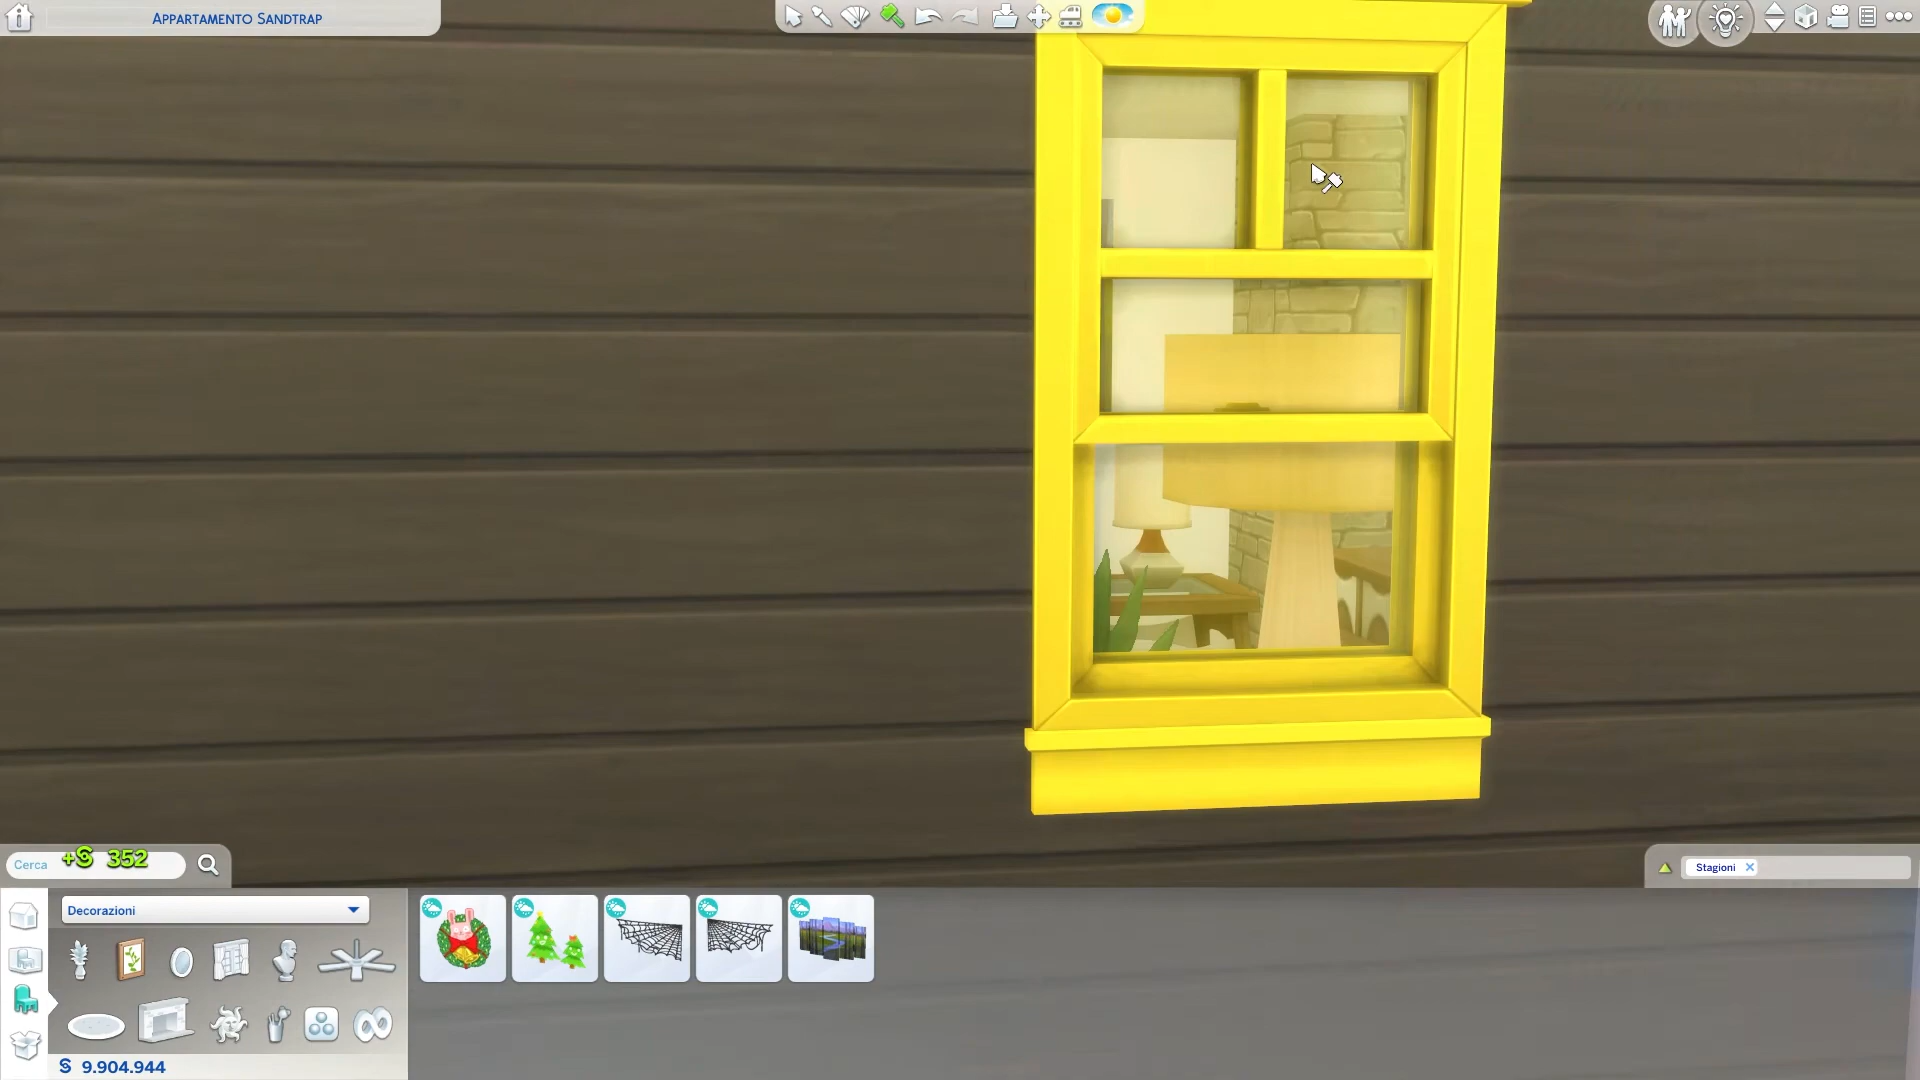 APPARTAMENTO SANDTRAP
Cerca
+§ 352
Stagioni
Decorazioni
§ 9.904.944